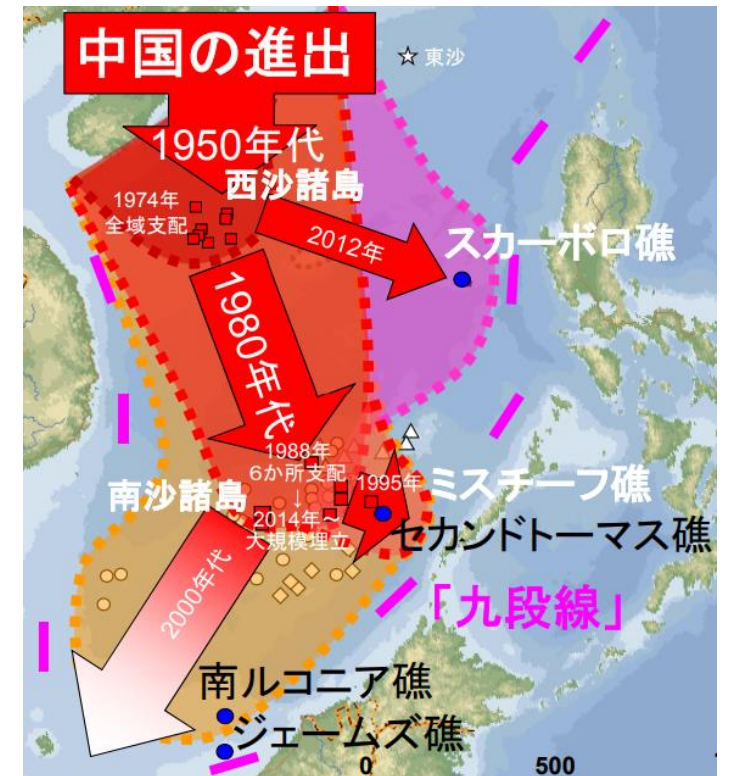 中国の進出
東沙
1950年代
西沙諸島
1974年
全域支配
2012年
スカーボロ礁
1980年代
1988年
6か所支配
↓
2014年～
大規模埋立
1995年
ミスチーフ礁
南沙諸島
セカンドトーマス礁
2000年代
「九段線」
南ルコニア礁
ジェームズ礁
0
500